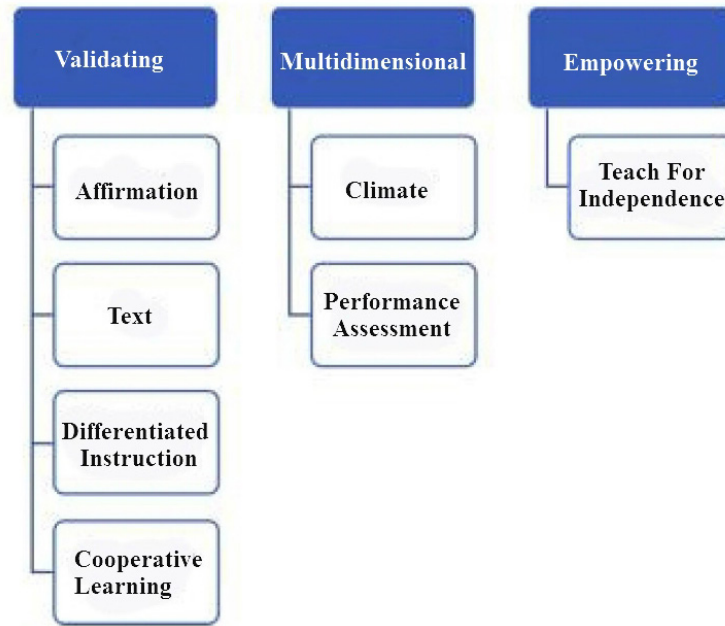 Validating
Affirmation
Text
Differentiated
Instruction
Cooperative
Learning
Multidimensional
Climate
Performance
Assessment
Empowering
Teach For
Independence